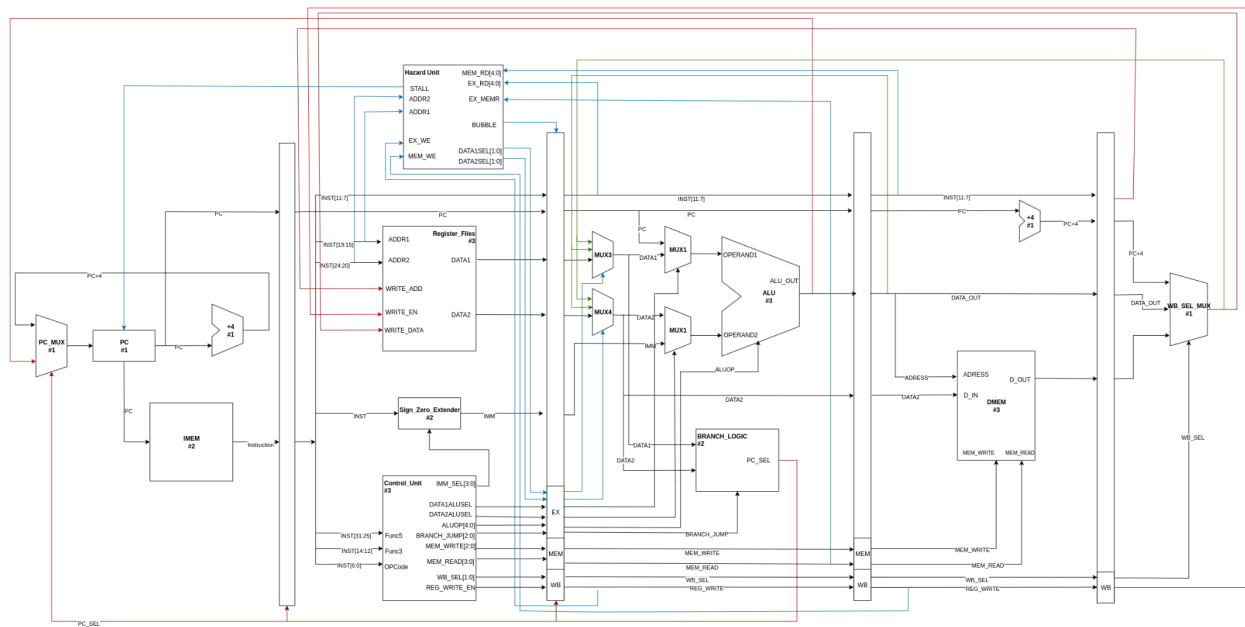 Hazard Unit
MEM_RD[4:0]
EX_RD[4:0]
STALL
ADDR2
EX_MEMR
ADDR1
BUBBLE
EX_WE
DATA1SEL[1:0]
MEM_WE
DATA2SEL[1:0]
INST[11:7]
INST[11:7]
INST[11:7]
PC
PC
PC
PC
+4
#1
PC+4
PC
Register_Files
#3
ADDR1
INST[19:15]
ADDR2
INST[24:20]
DATA1
WRITE_ADD
WRITE_EN
DATA2
WRITE_DATA
MUX3
DATA1
MUX1
OPERAND1
PC+4
MUX4
DATA2
MUX1
OPERAND2
IMM
ALU_OUT
ALU
#3
ALUOP
DATA_OUT
DATA_OUT
WB_SEL_MUX
#1
PC+4
PC_MUX
#1
PC
#1
PC
+4
#1
PC
IMEM
#2
Instruction
INST
Sign_Zero_Extender
#2
IMM
DATA2
ADRESS
DATA2
ADRESS
D_IN
D_OUT
DMEM
#3
MEM_WRITE
MEM_READ
BRANCH_LOGIC
#2
DATA1
DATA2
PC_SEL
WB_SEL
Control_Unit
#3
IMM_SEL[3:0]
DATA1ALUSEL
DATA2ALUSEL
ALUOP[4:0]
BRANCH_JUMP[2:0]
MEM_WRITE[2:0]
MEM_READ[3:0]
WB_SEL[1:0]
REG_WRITE_EN
INST[31:25]
Func5
INST[14:12]
Func3
INST[6:0]
OPCode
EX
MEM
WB
BRANCH_JUMP
MEM_WRITE
MEM_READ
WB_SEL
REG_WRITE
MEM
WB
MEM_WRITE
MEM_READ
WB_SEL
REG_WRITE
WB
PC_SEL